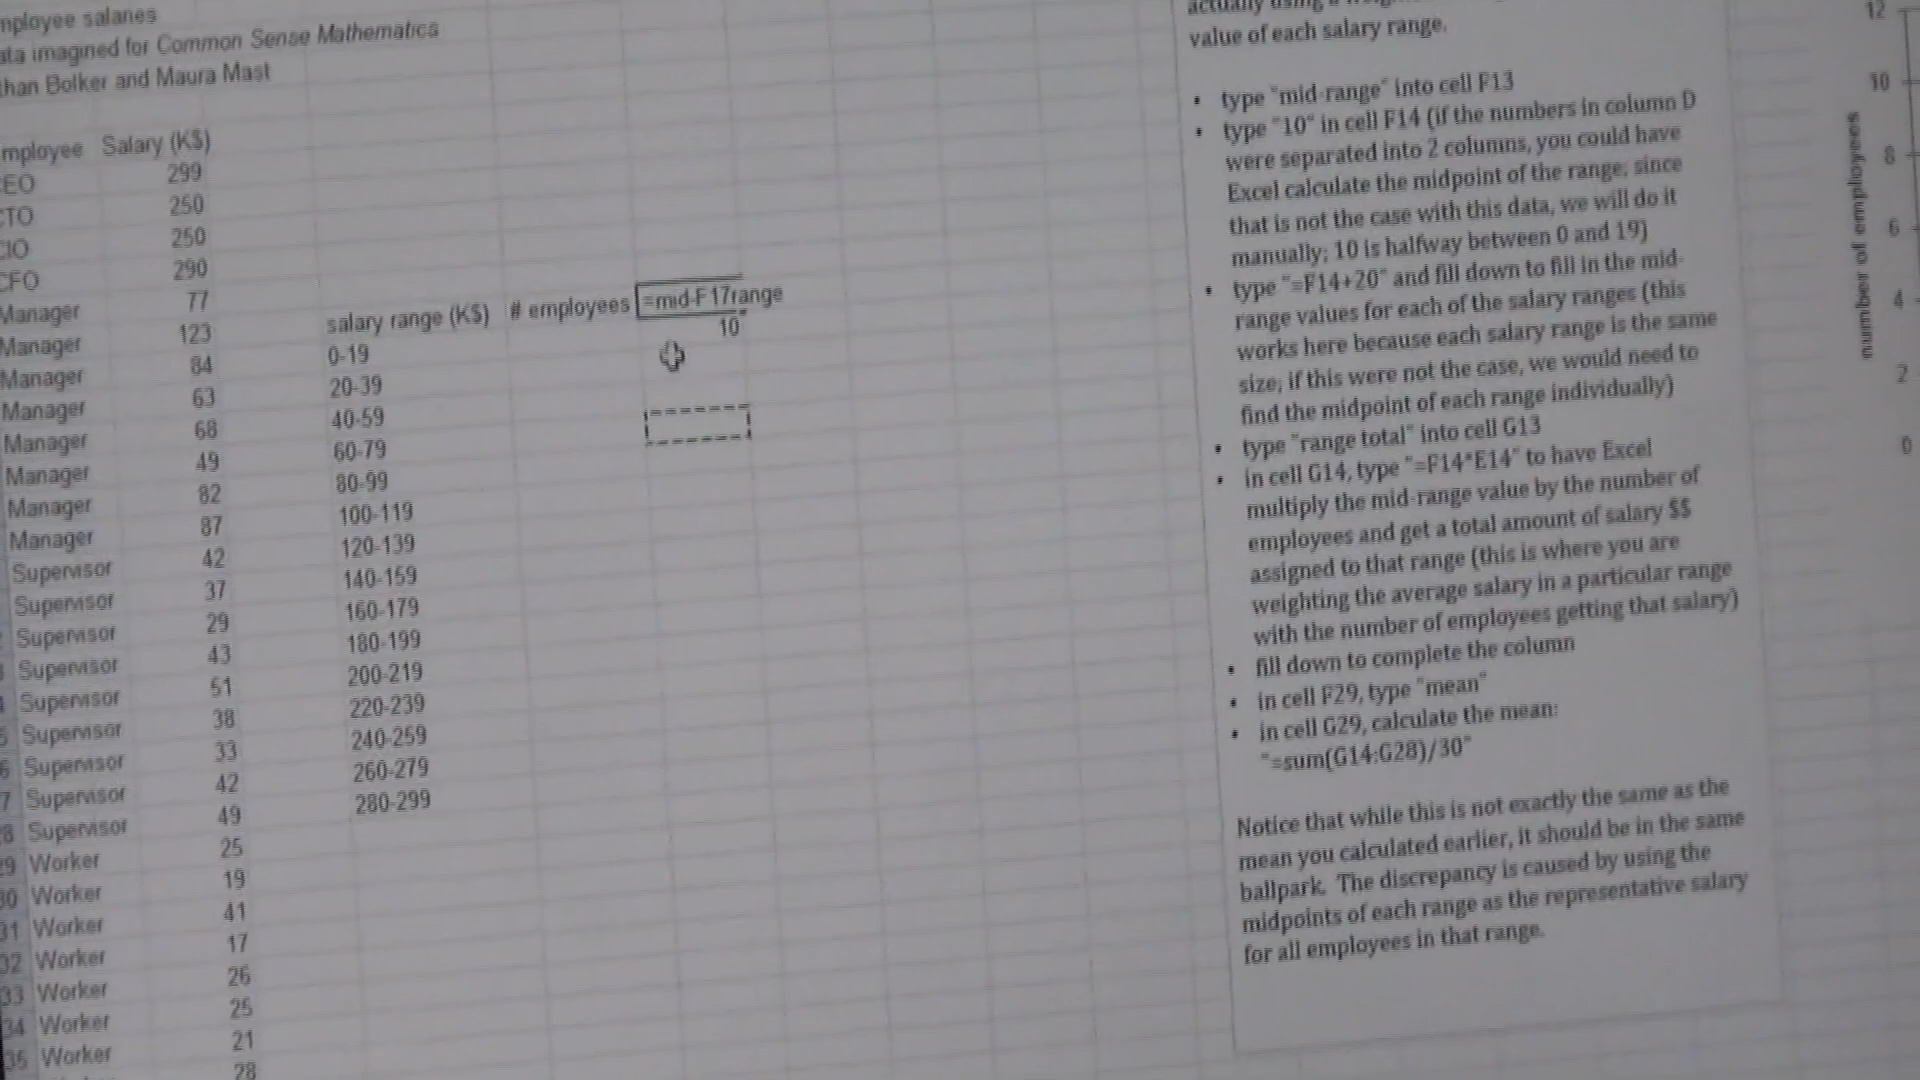 mployee salaries
ata imagined for Common Sense Mathematics
than Bolker and Maura Mast
mployee Salary (K$)
EO 299
CTO 250
CIO 250
CFO 290
Manager 77
Manager 123
Manager 84
Manager 63
Manager 68
Manager 49
Manager 82
Manager 87
Supervisor 42
Supervisor 37
Supervisor 29
Supervisor 43
Supervisor 51
Supervisor 38
Supervisor 33
7 Supervisor 42
8 Supervisor 49
29 Worker 25
30 Worker 19
31 Worker 41
32 Worker 17
33 Worker 26
34 Worker 25
35 Worker 21
28
salary range (K$) # employees =mid-F17range
0-19 10
20-39
40-59
60-79
80-99
100-119
120-139
140-159
160-179
180-199
200-219
220-239
240-259
260-279
280-299
value of each salary range.
• type "mid-range" into cell F13
• type "10" in cell F14 (if the numbers in column D
were separated into 2 columns, you could have
Excel calculate the midpoint of the range; since
that is not the case with this data, we will do it
manually; 10 is halfway between 0 and 19)
• type "=F14+20" and fill down to fill in the mid-
range values for each of the salary ranges (this
works here because each salary range is the same
size; if this were not the case, we would need to
find the midpoint of each range individually)
• type "range total" into cell G13
• in cell G14, type "=F14*E14" to have Excel
multiply the mid-range value by the number of
employees and get a total amount of salary $$
assigned to that range (this is where you are
weighting the average salary in a particular range
with the number of employees getting that salary)
• fill down to complete the column
• in cell F29, type "mean"
• in cell G29, calculate the mean:
"=sum(G14:G28)/30"
Notice that while this is not exactly the same as the
mean you calculated earlier, it should be in the same
ballpark. The discrepancy is caused by using the
midpoints of each range as the representative salary
for all employees in that range.
number of employees
12
10
8
6
4
2
0